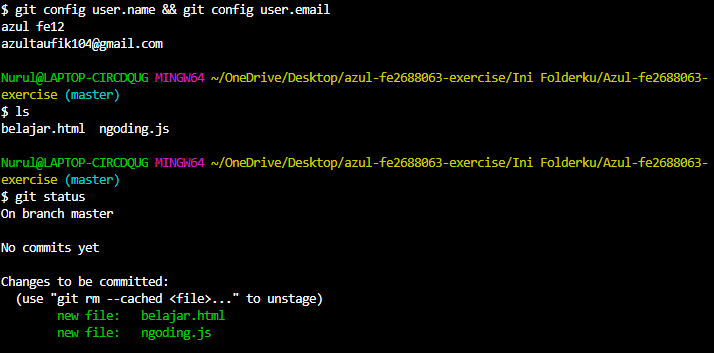 $ git config user.name && git config user.email
azul fe12
azultaufik104@gmail.com
Nurul@LAPTOP-CIRCDQUG MINGW64 ~/OneDrive/Desktop/azul-fe2688063-exercise/Ini Folderku/Azul-fe2688063-
exercise (master)
$ ls
belajar.html  ngoding.js
Nurul@LAPTOP-CIRCDQUG MINGW64 ~/OneDrive/Desktop/azul-fe2688063-exercise/Ini Folderku/Azul-fe2688063-
exercise (master)
$ git status
On branch master
No commits yet
Changes to be committed:
  (use "git rm --cached <file>..." to unstage)
        new file:   belajar.html
        new file:   ngoding.js